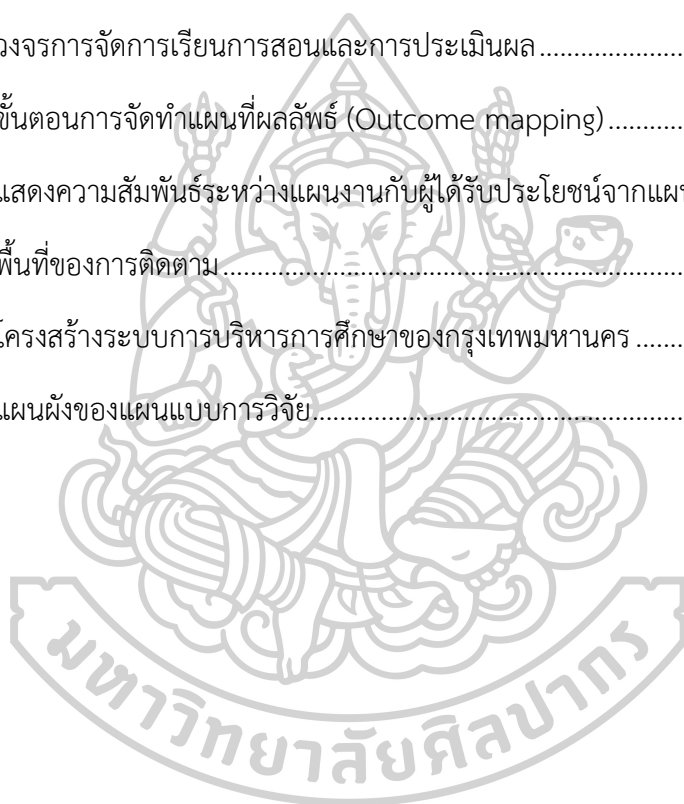 วงจรการจัดการเรียนการสอนและการประเมินผล.....................
ขั้นตอนการจัดทำแผนที่ผลลัพธ์ (Outcome mapping)...........
แสดงความสัมพันธ์ระหว่างแผนงานกับผู้ได้รับประโยชน์จากแผน
พื้นที่ของการติดตาม.....................................................................
โครงสร้างระบบการบริหารการศึกษาของกรุงเทพมหานคร.......
แผนผังของแผนแบบการวิจัย.......................................................
มหาวิทยาลัยศิลปากร